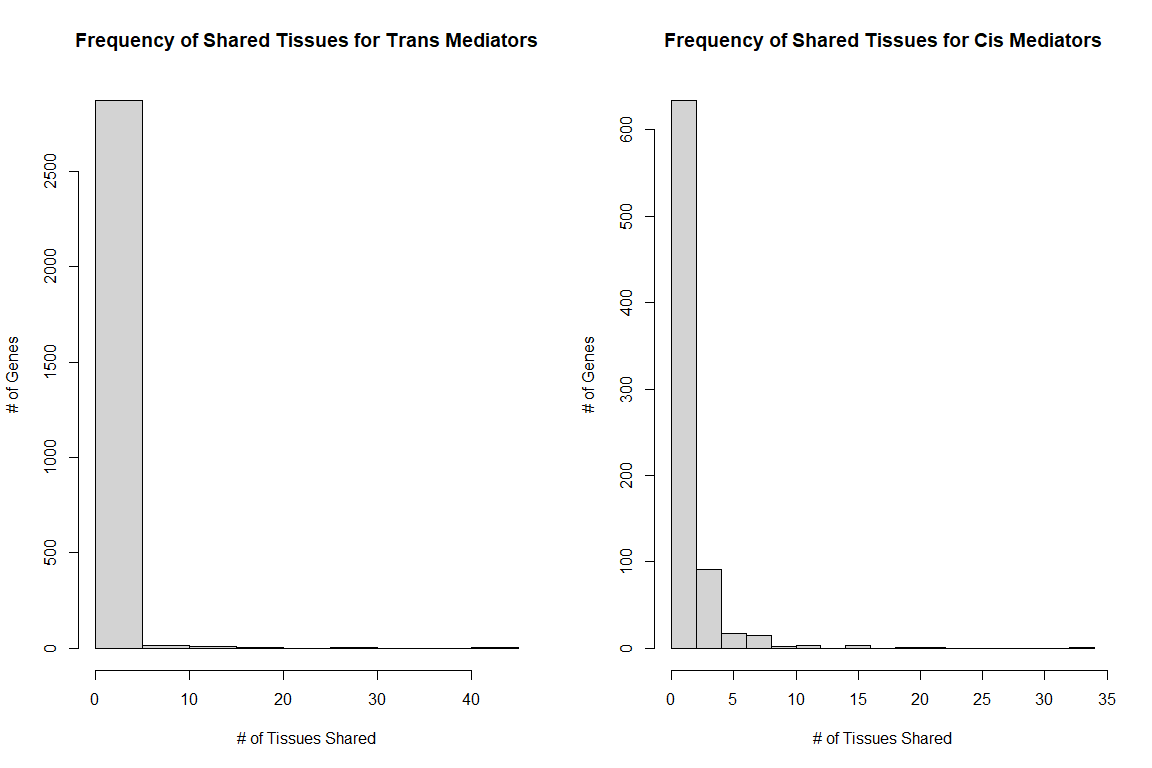 Frequency of Shared Tissues for Trans Mediators
# of Genes
2500
2000
1500
1000
500
0
0 10 20 30 40
# of Tissues Shared
Frequency of Shared Tissues for Cis Mediators
# of Genes
600
500
400
300
200
100
0
0 5 10 15 20 25 30 35
# of Tissues Shared